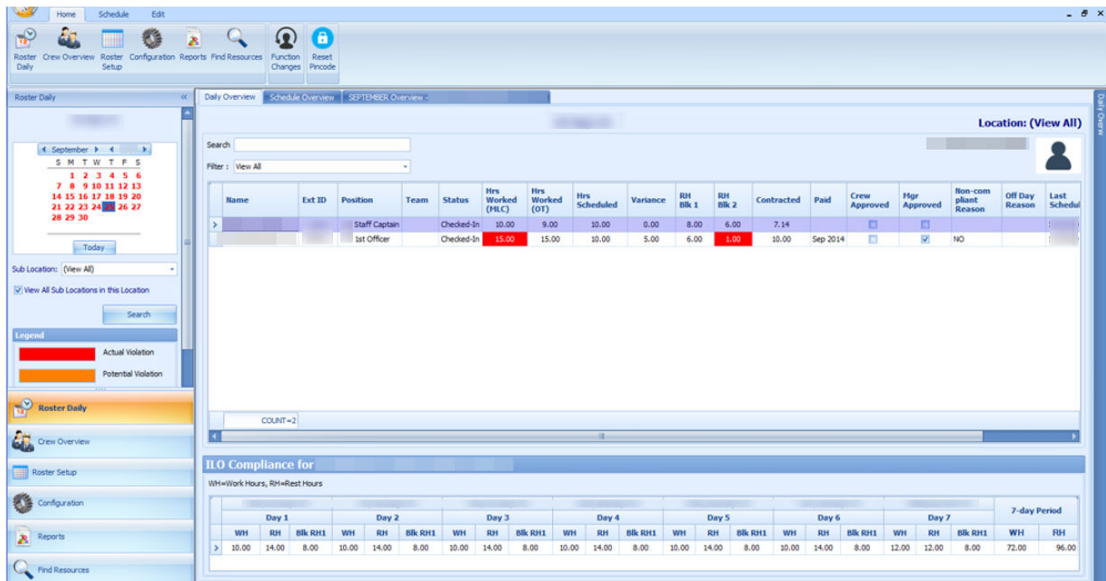 Home Schedule Edit
Roster Daily Crew Overview Roster Setup Configuration Reports Find Resources Function Changes Reset Pincode
Roster Daily
September
S M T W T F S
1 2 3 4 5 6
7 8 9 10 11 12 13
14 15 16 17 18 19 20
21 22 23 24 25 26 27
28 29 30
Today
Sub Location: (View All)
View All Sub Locations in this Location
Search
Legend
Actual Violation
Potential Violation
Roster Daily
Crew Overview
Roster Setup
Configuration
Reports
Find Resources
Daily Overview Schedule Overview SEPTEMBER Overview -
Location: (View All)
Search
Filter : View All
Name Ext ID Position Team Status Hrs Worked (MLC) Hrs Worked (OT) Hrs Scheduled Variance RH Blk 1 RH Blk 2 Contracted Paid Crew Approved Mgr Approved Non-com pliant Reason Off Day Reason Last Schedul
Staff Captain Checked-In 10.00 9.00 10.00 0.00 8.00 6.00 7.14
1st Officer Checked-In 15.00 15.00 10.00 5.00 6.00 1.00 10.00 Sep 2014 NO
COUNT=2
ILO Compliance for
WH=Work Hours, RH=Rest Hours
Day 1 Day 2 Day 3 Day 4 Day 5 Day 6 Day 7 7-day Period
WH RH Blk RH1 WH RH Blk RH1 WH RH Blk RH1 WH RH Blk RH1 WH RH Blk RH1 WH RH Blk RH1 WH RH Blk RH1 WH RH
10.00 14.00 8.00 10.00 14.00 8.00 10.00 14.00 8.00 10.00 14.00 8.00 10.00 14.00 8.00 10.00 14.00 8.00 12.00 12.00 8.00 72.00 96.00
Daily Overw